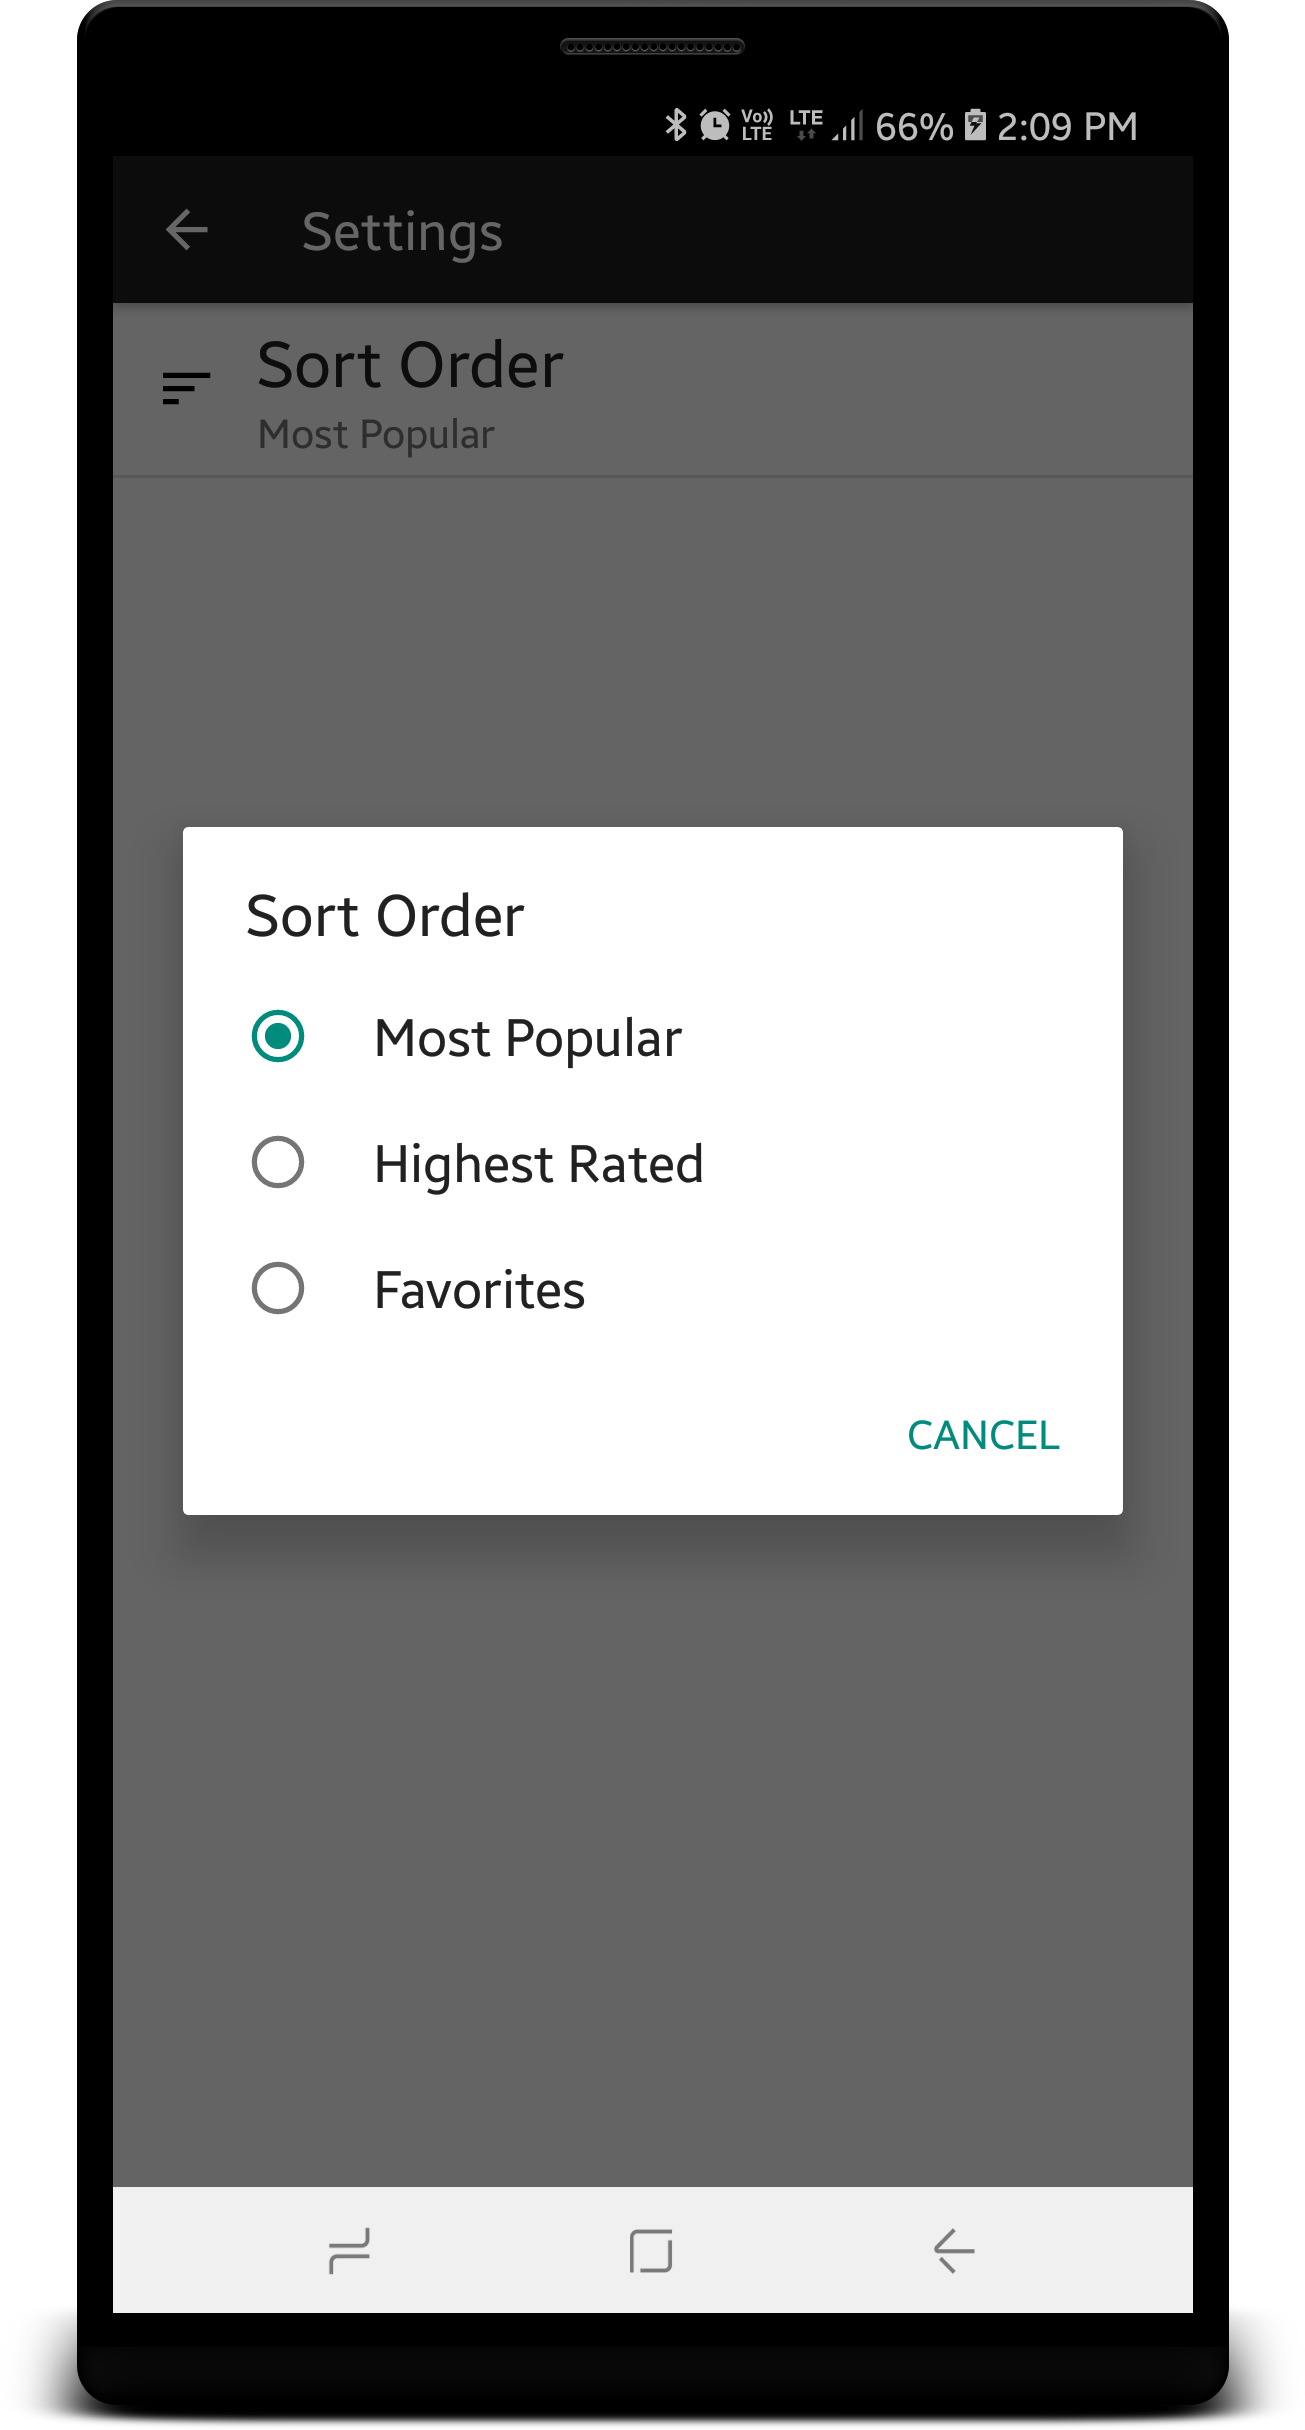 Vo)) LTE LTE 66% 2:09 PM
Settings
Sort Order
Most Popular
Sort Order
Most Popular
Highest Rated
Favorites
CANCEL